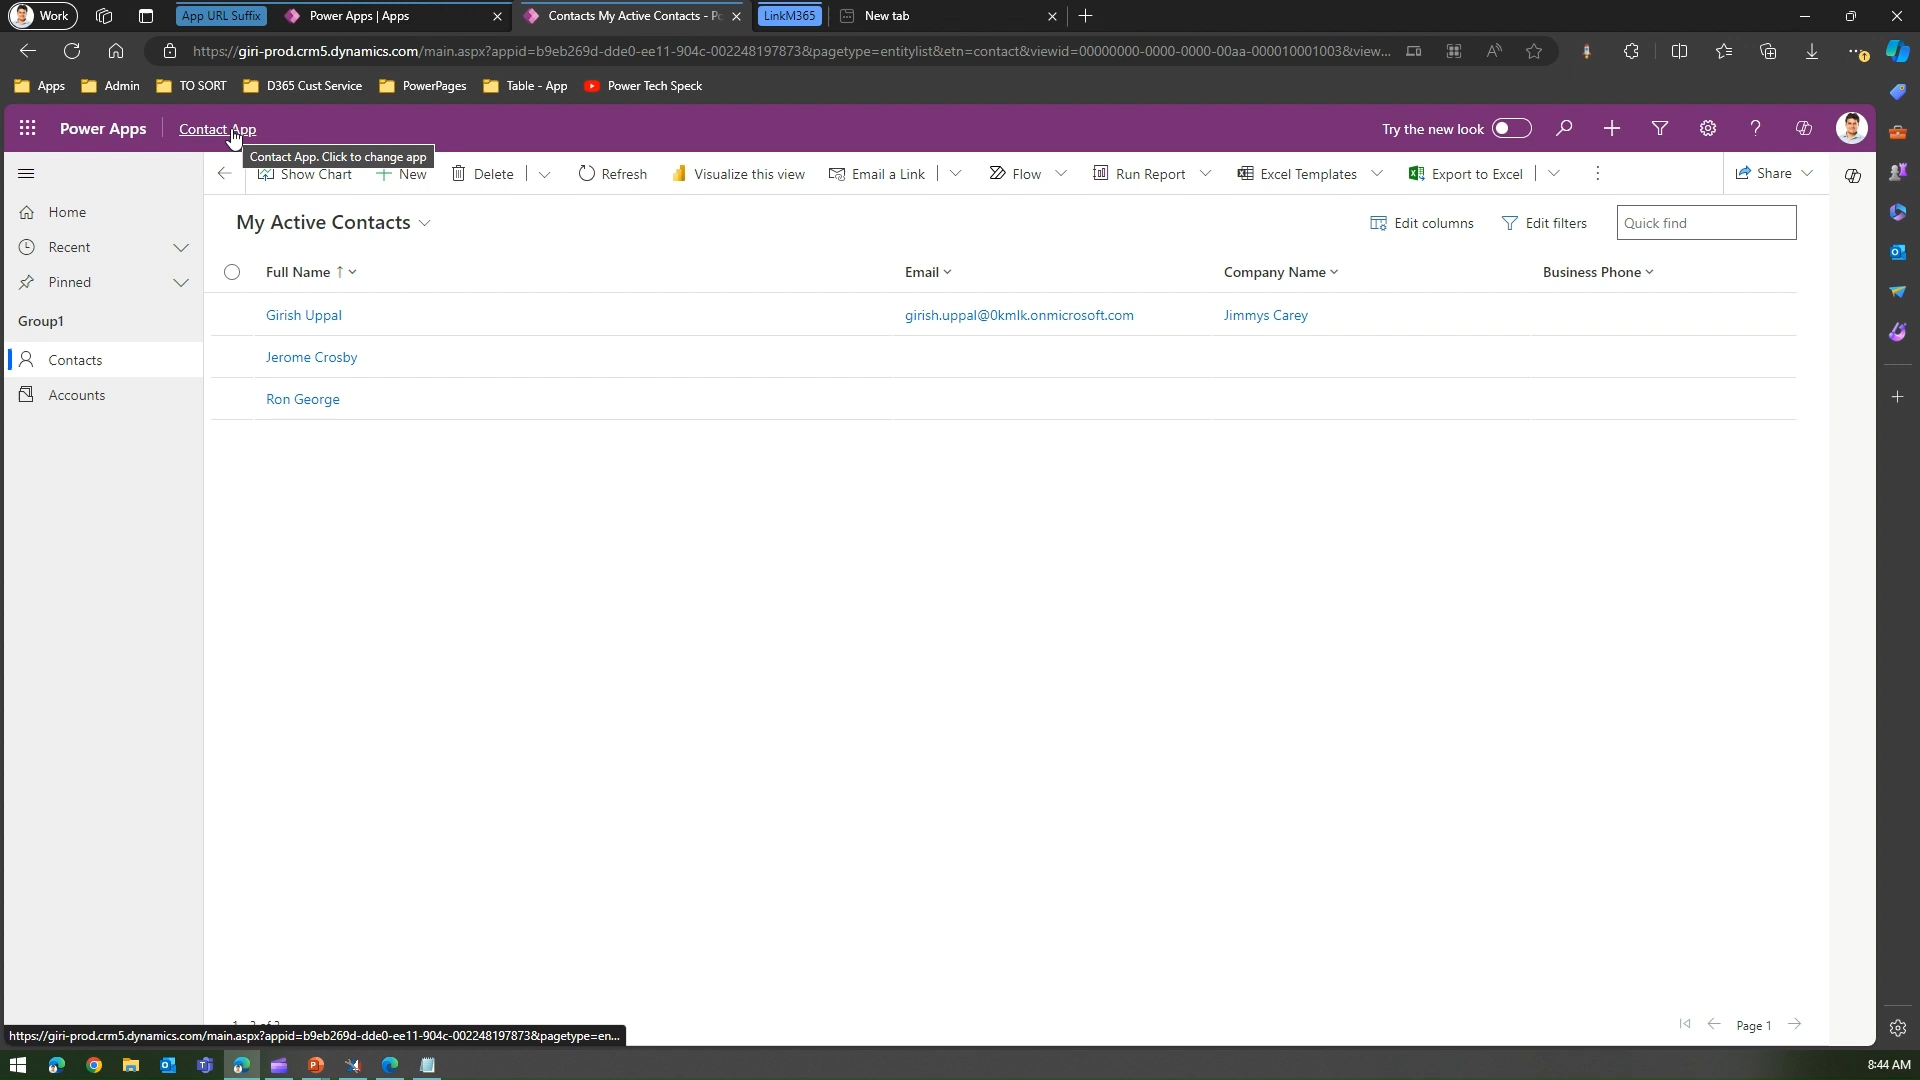 Work
App URL Suffix
Power Apps | Apps
Contacts My Active Contacts - Po
LinkM365
New tab
https://giri-prod.crm5.dynamics.com/main.aspx?appid=b9eb269d-dde0-ee11-904c-002248197873&pagetype=entitylist&etn=contact&viewid=00000000-0000-0000-00aa-000010001003&view...
Apps
Admin
TO SORT
D365 Cust Service
PowerPages
Table - App
Power Tech Speck
Power Apps
Contact App
Try the new look
Contact App. Click to change app
Show Chart
New
Delete
Refresh
Visualize this view
Email a Link
Flow
Run Report
Excel Templates
Export to Excel
Share
Home
Recent
Pinned
Group1
Contacts
Accounts
My Active Contacts
Edit columns
Edit filters
Quick find
Full Name
Email
Company Name
Business Phone
Girish Uppal
girish.uppal@0kmlk.onmicrosoft.com
Jimmys Carey
Jerome Crosby
Ron George
Page 1
https://giri-prod.crm5.dynamics.com/main.aspx?appid=b9eb269d-dde0-ee11-904c-002248197873&pagetype=en...
8:44 AM